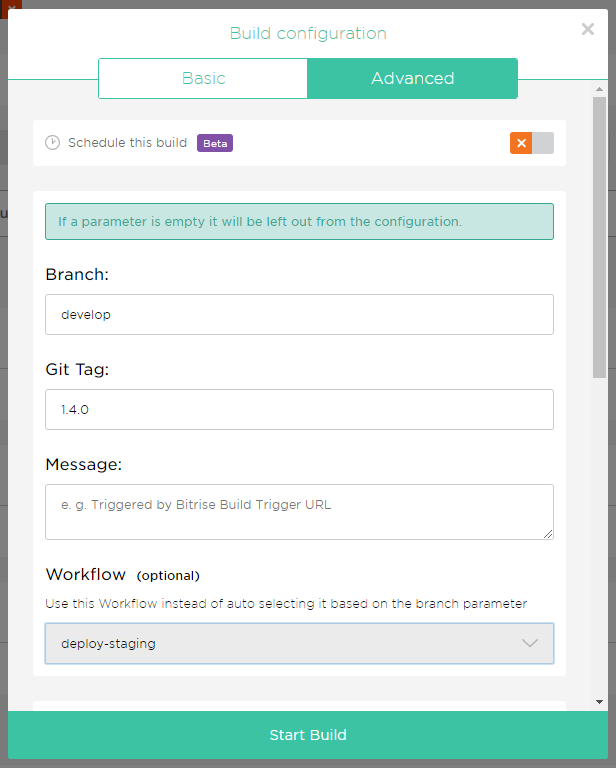 Build configuration
Basic
Advanced
Schedule this build Beta
If a parameter is empty it will be left out from the configuration.
Branch:
develop
Git Tag:
1.4.0
Message:
e. g. Triggered by Bitrise Build Trigger URL
Workflow (optional)
Use this Workflow instead of auto selecting it based on the branch parameter
deploy-staging
Start Build